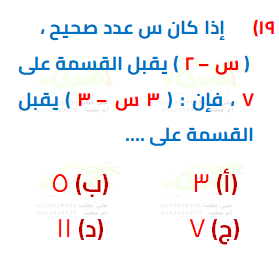 ١٩) إذا كان س عدد صحيح ،
( س – ٢ ) يقبل القسمة على
٧ ، فإن : ( ٣ س – ٣ ) يقبل
القسمة على ....
(أ) ٣ (ب) ٥
(ج) ٧ (د) ١١